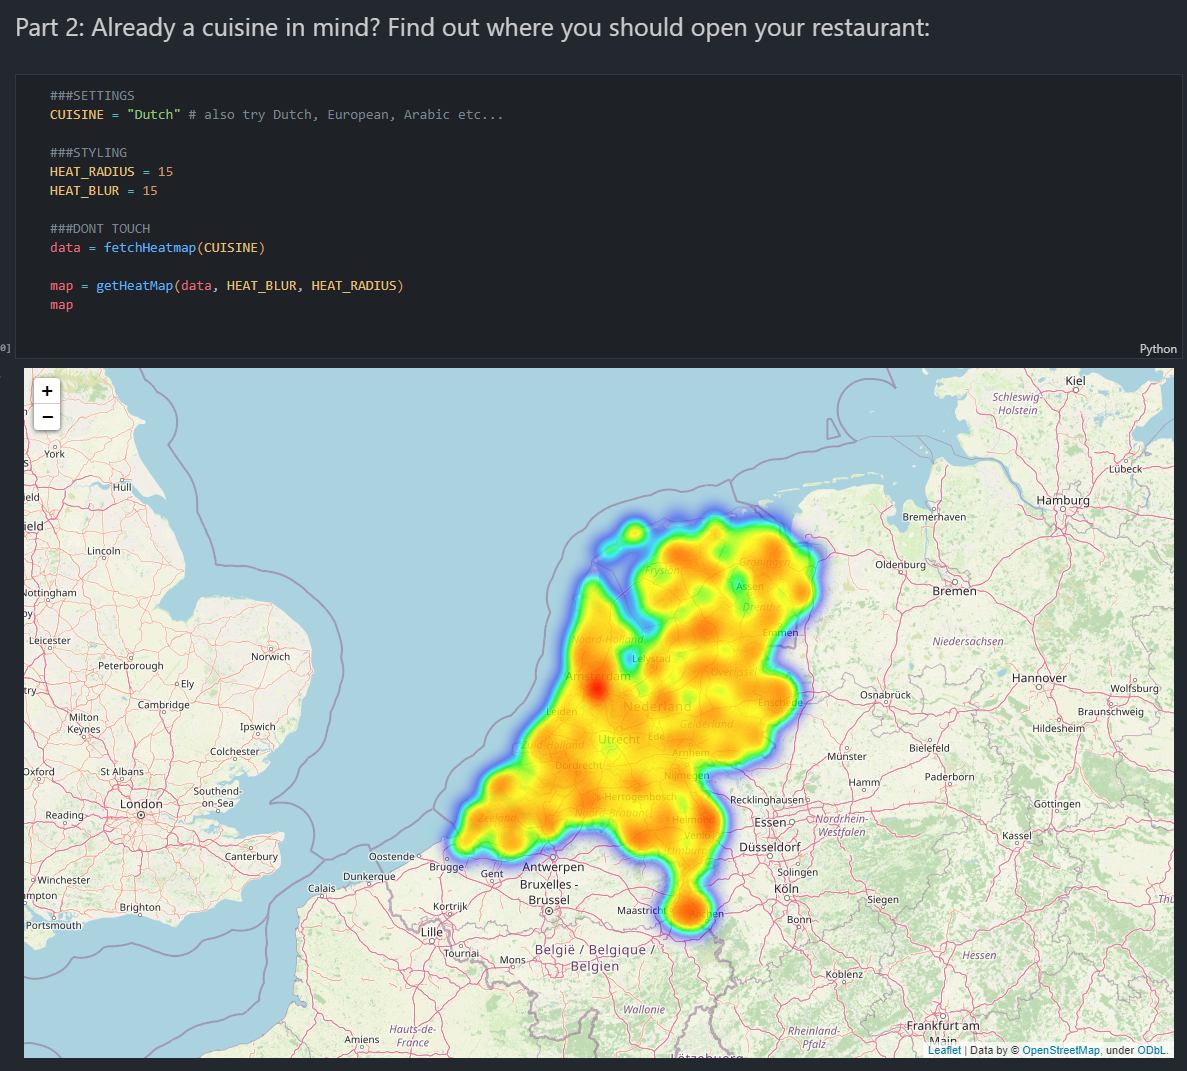 Part 2: Already a cuisine in mind? Find out where you should open your restaurant:
###SETTINGS
CUISINE = "Dutch" # also try Dutch, European, Arabic etc...
###STYLING
HEAT_RADIUS = 15
HEAT_BLUR = 15
###DONT TOUCH
data = fetchHeatmap(CUISINE)
map = getHeatMap(data, HEAT_BLUR, HEAT_RADIUS)
map
0]
Python
+
−
Kiel
Schleswig-
Holstein
York
Lübeck
Hull
Hamburg
ield
Bremerhaven
Lincoln
Groningen
Oldenburg
Fryslân
Assen
Bremen
Nottingham
Drenthe
Emmen
Leicester
Noord-Holland
Niedersachsen
Norwich
Lelystad
Peterborough
Amsterdam
Overijssel
Hannover
Ely
Wolfsburg
Osnabrück
Cambridge
Nederland
Enschede
Leiden
Braunschweig
Milton
Keynes
Ipswich
Gelderland
Hildesheim
Utrecht
Ede
Zuid-Holland
Bielefeld
Colchester
Arnhem
Münster
Dordrecht
Oxford
St Albans
Nijmegen
Paderborn
Hamm
Southend-
on-Sea
's-Hertogenbosch
Recklinghausen
London
Göttingen
Noord-Brabant
Reading
Zeeland
Helmond
Essen
Nordrhein-
Westfalen
Venlo
Kassel
Düsseldorf
Limburg
Canterbury
Oostende
Brugge
Antwerpen
Gent
Solingen
Dunkerque
Winchester
Bruxelles -
Brussel
Calais
Köln
Siegen
mpton
Kortrijk
Brighton
Maastricht
Aachen
Bonn
Portsmouth
Lille
Tournai
België / Belgique /
Belgien
Mons
Hessen
Koblenz
Wallonie
Hauts-de-
France
Rheinland-
Pfalz
Frankfurt am
Main
Amiens
Lëtzebuerg
Leaflet | Data by © OpenStreetMap, under ODbL.